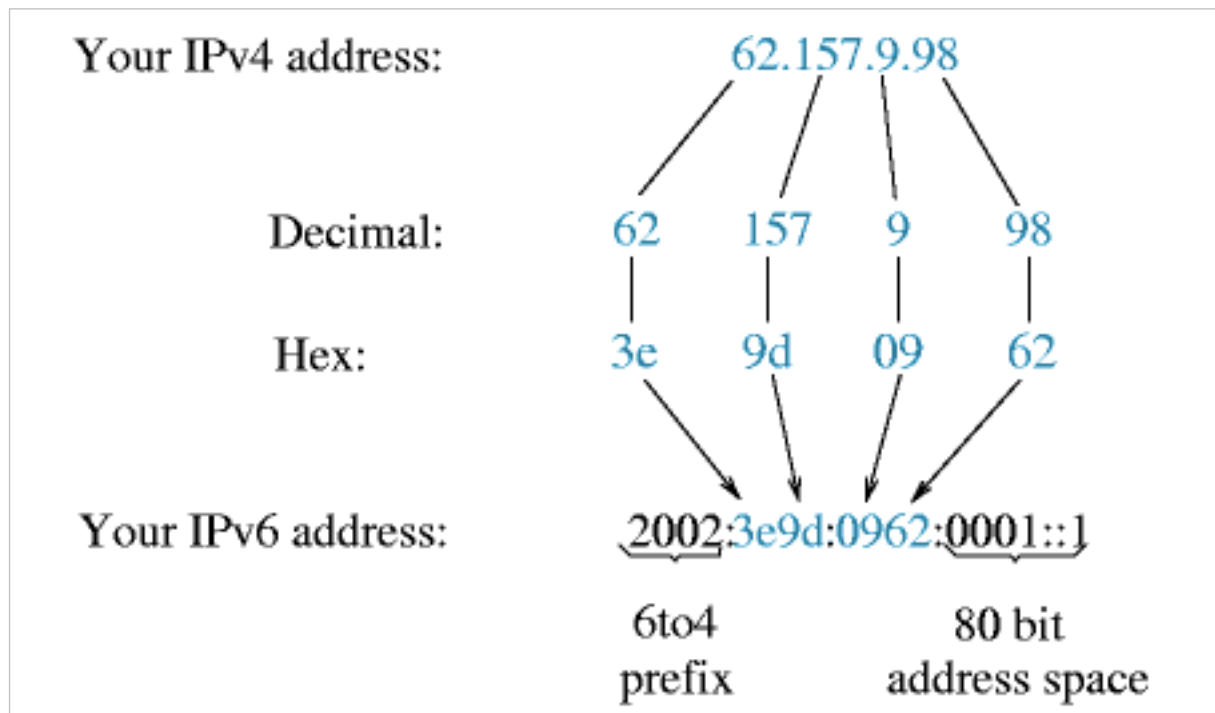 Your IPv4 address: 62.157.9.98
Decimal: 62 157 9 98
Hex: 3e 9d 09 62
Your IPv6 address: 2002:3e9d:0962:0001::1
6to4 80 bit
prefix address space